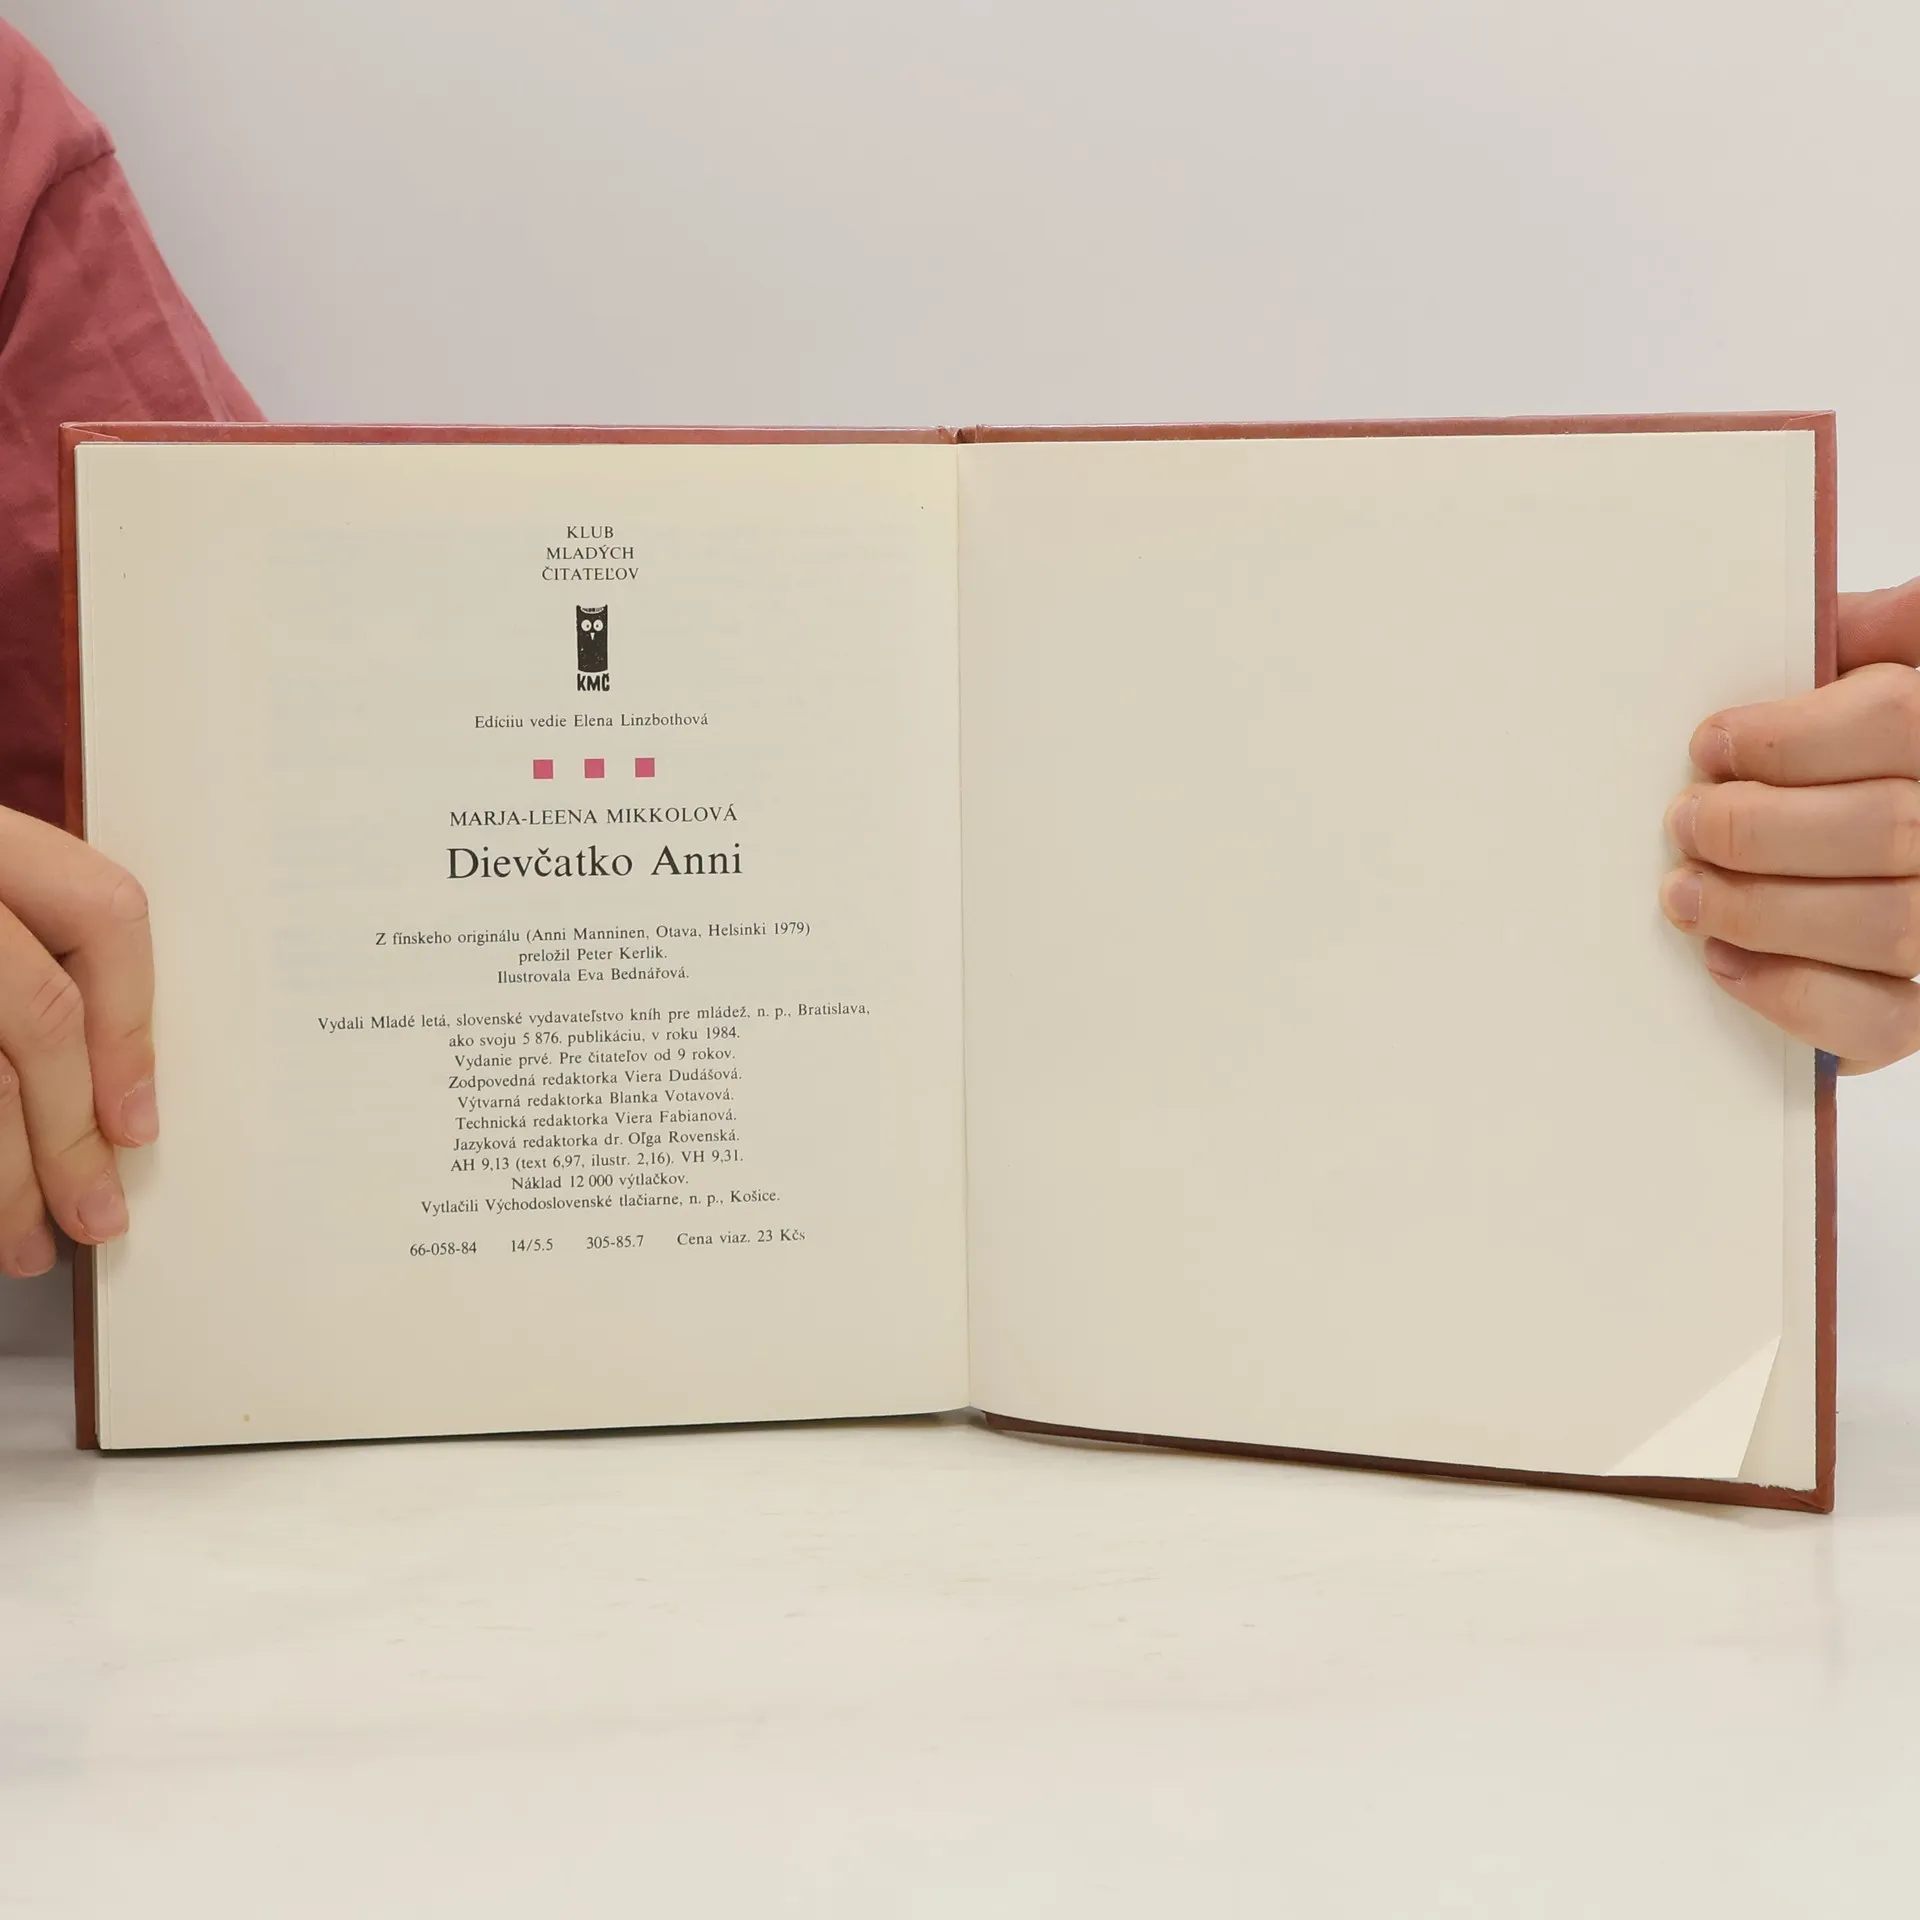 KLUB
MLADÝCH
ČITATEĽOV
KMČ
Edíciu vedie Elena Linzbothová
MARJA-LEENA MIKKOLOVÁ
Dievčatko Anni
Z fínskeho originálu (Anni Manninen, Otava, Helsinki 1979)
preložil Peter Kerlik.
Ilustrovala Eva Bednářová.
Vydali Mladé letá, slovenské vydavateľstvo kníh pre mládež, n. p., Bratislava,
ako svoju 5 876. publikáciu, v roku 1984.
Vydanie prvé. Pre čitateľov od 9 rokov.
Zodpovedná redaktorka Viera Dudášová.
Výtvarná redaktorka Blanka Votavová.
Technická redaktorka Viera Fabianová.
Jazyková redaktorka dr. Oľga Rovenská.
AH 9,13 (text 6,97, ilustr. 2,16). VH 9,31.
Náklad 12 000 výtlačkov.
Vytlačili Východoslovenské tlačiarne, n. p., Košice.
66-058-84 14/5.5 305-85.7 Cena viaz. 23 Kčs